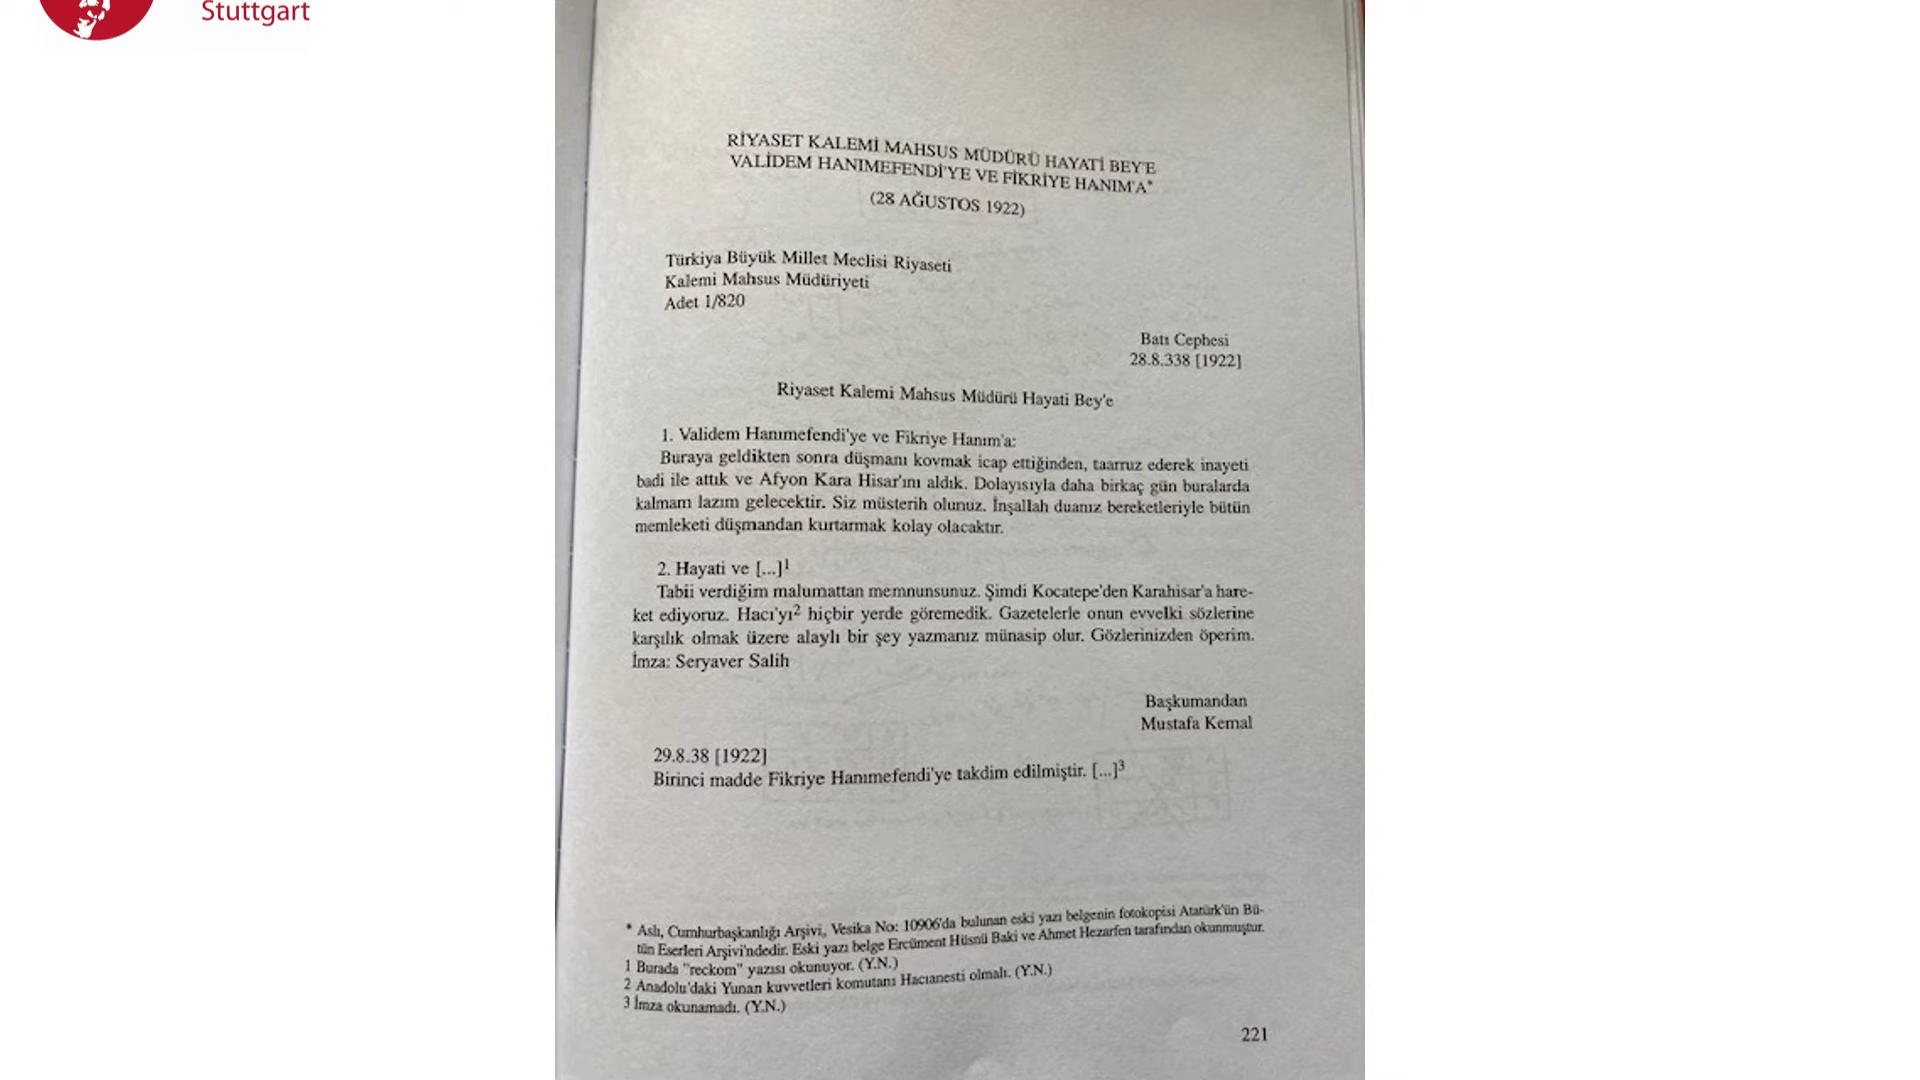 Stuttgart
RİYASET KALEMİ MAHSUS MÜDÜRÜ HAYATİ BEY'E
VALİDEM HANIMEFENDİ'YE VE FİKRİYE HANIM'A*
(28 AĞUSTOS 1922)
Türkiya Büyük Millet Meclisi Riyaseti
Kalemi Mahsus Müdüriyeti
Adet 1/820
Batı Cephesi
28.8.338 [1922]
Riyaset Kalemi Mahsus Müdürü Hayati Bey'e
1. Validem Hanımefendi'ye ve Fikriye Hanım'a:
Buraya geldikten sonra düşmanı kovmak icap ettiğinden, taarruz ederek inayeti
badi ile attık ve Afyon Kara Hisar'ını aldık. Dolayısıyla daha birkaç gün buralarda
kalmam lazım gelecektir. Siz müsterih olunuz. İnşallah duanız bereketleriyle bütün
memleketi düşmandan kurtarmak kolay olacaktır.
2. Hayati ve [...]1
Tabii verdiğim malumattan memnunsunuz. Şimdi Kocatepe'den Karahisar'a hare-
ket ediyoruz. Hacı'yı2 hiçbir yerde göremedik. Gazetelerle onun evvelki sözlerine
karşılık olmak üzere alaylı bir şey yazmanız münasip olur. Gözlerinizden öperim.
İmza: Seryaver Salih
Başkumandan
Mustafa Kemal
29.8.38 [1922]
Birinci madde Fikriye Hanımefendi'ye takdim edilmiştir. [...]3
* Aslı, Cumhurbaşkanlığı Arşivi, Vesika No: 10906'da bulunan eski yazı belgenin fotokopisi Atatürk'ün Bü-
tün Eserleri Arşivi'ndedir. Eski yazı belge Ercüment Hüsnü Baki ve Ahmet Hezarfen tarafından okunmuştur.
1 Burada "reckom" yazısı okunuyor. (Y.N.)
2 Anadolu'daki Yunan kuvvetleri komutanı Hacıanesti olmalı. (Y.N.)
3 İmza okunamadı. (Y.N.)
221